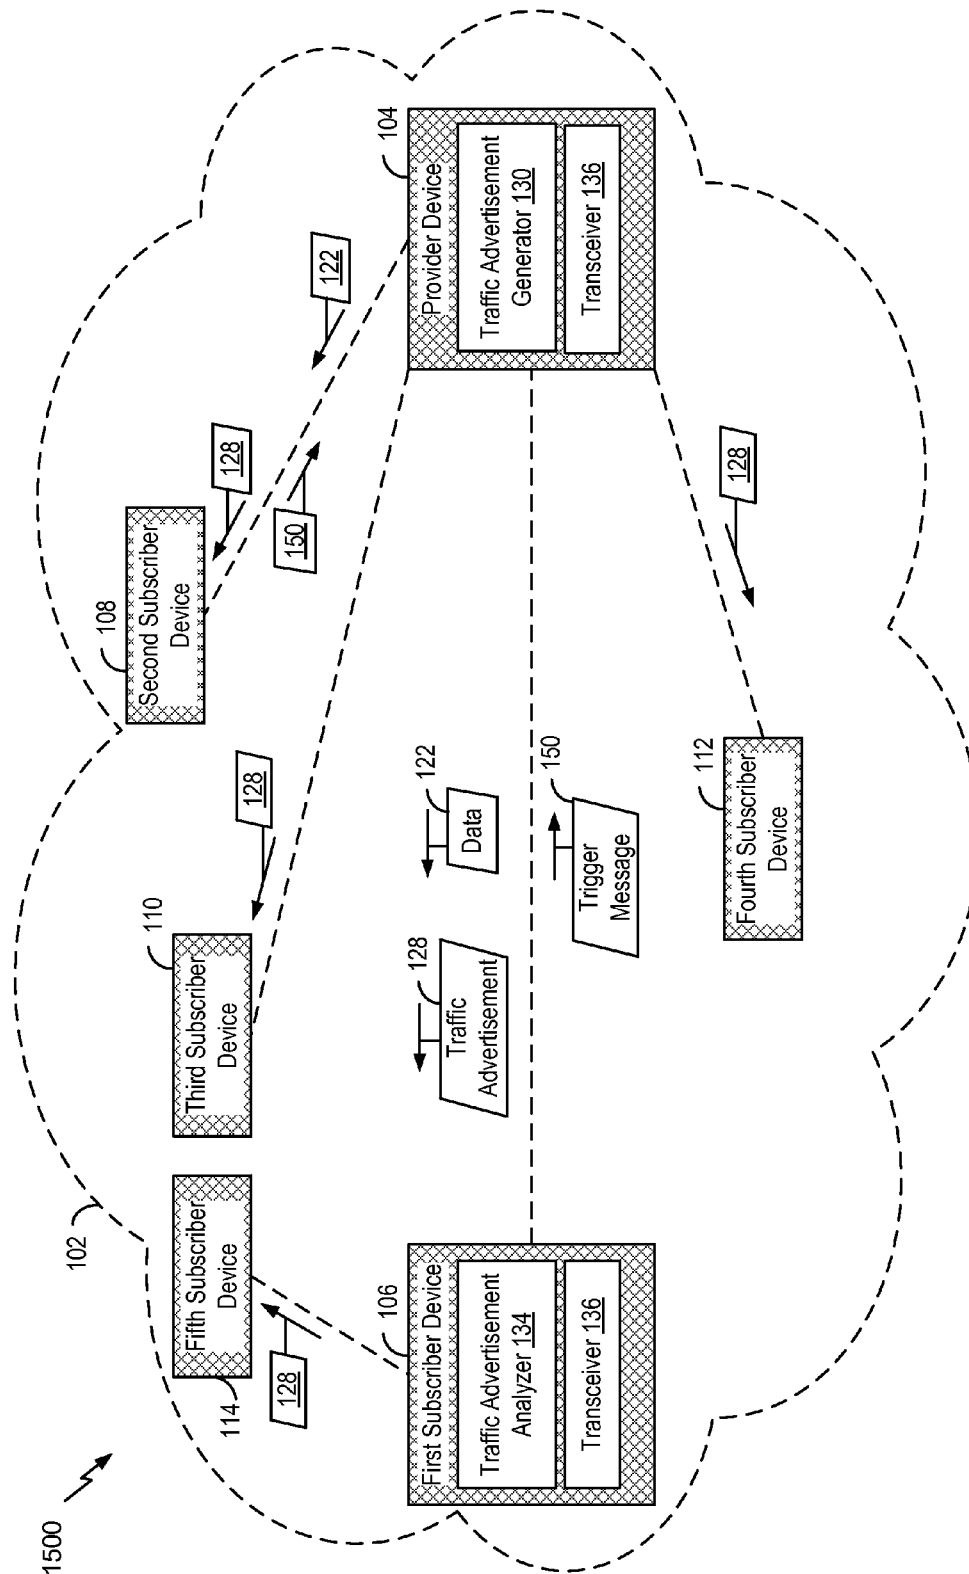 1500
102
Fifth Subscriber
Device
114
128
Third Subscriber
Device
110
128
Second Subscriber
Device
108
128
150
122
First Subscriber Device
106
Traffic Advertisement
Analyzer 134
Transceiver 136
Traffic
Advertisement
128
Data
122
Trigger
Message
150
Provider Device
104
Traffic Advertisement
Generator 130
Transceiver 136
Fourth Subscriber
Device
112
128